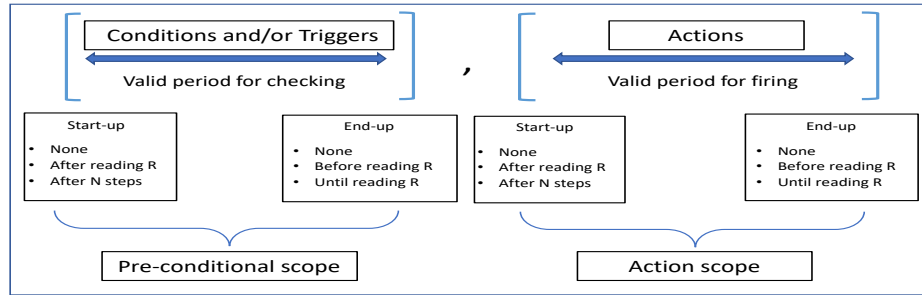 Conditions and/or Triggers
Valid period for checking
,
Actions
Valid period for firing
Start-up
• None
• After reading R
• After N steps
End-up
• None
• Before reading R
• Until reading R
Start-up
• None
• After reading R
• After N steps
End-up
• None
• Before reading R
• Until reading R
Pre-conditional scope
Action scope